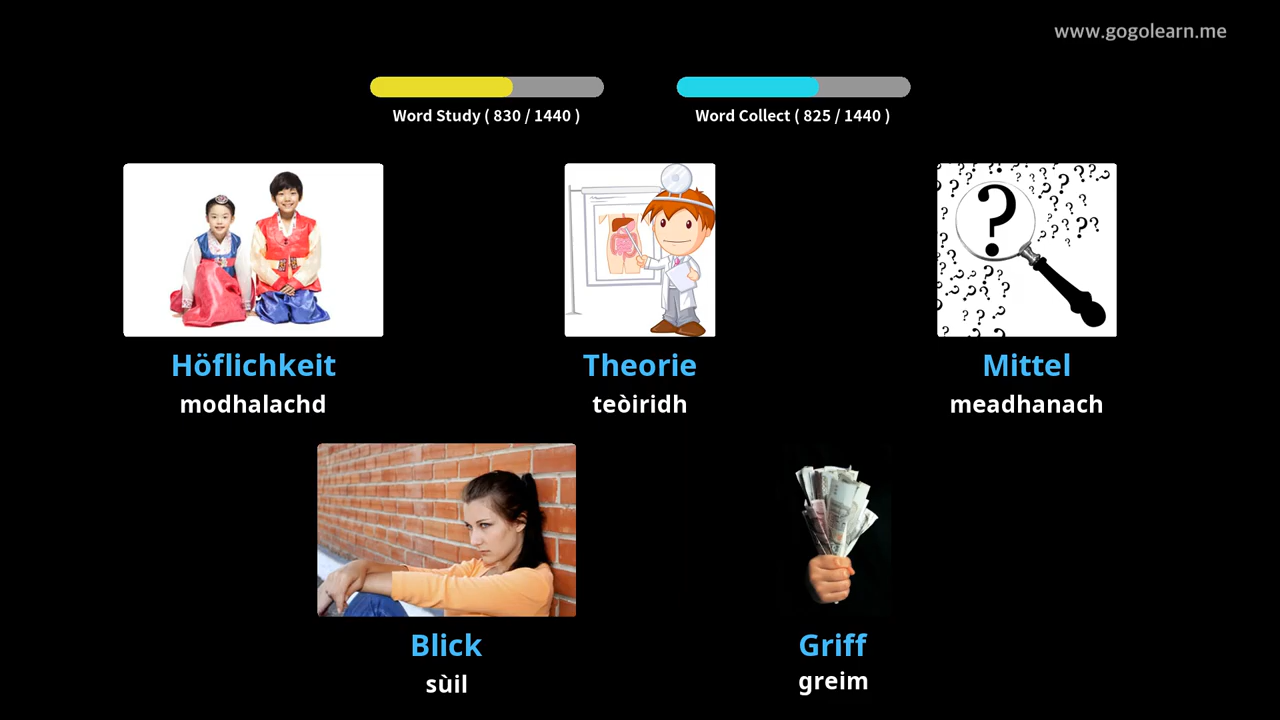 www.gogolearn.me
Word Study ( 830 / 1440 )
Word Collect ( 825 / 1440 )
Höflichkeit
modhalachd
Theorie
teòiridh
Mittel
meadhanach
Blick
sùil
Griff
greim